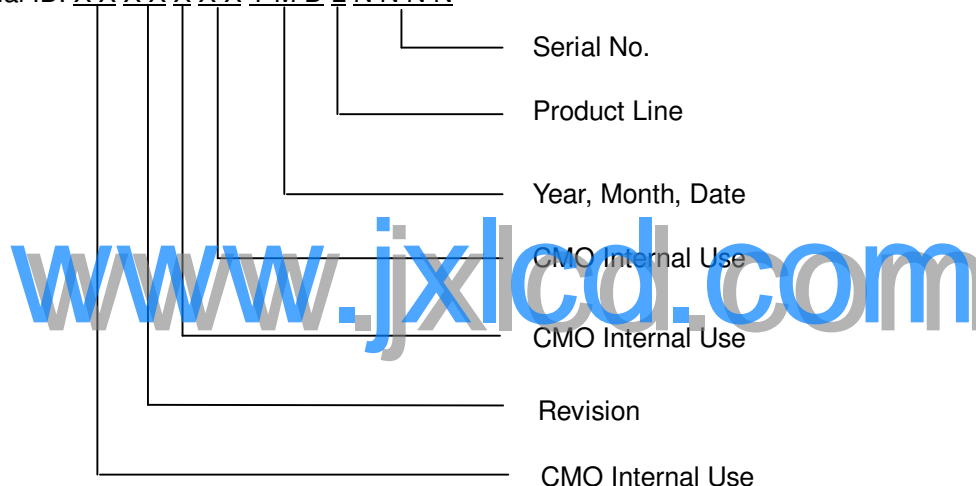 Serial No.
Product Line
Year, Month, Date
CMO Internal Use
www.jxlcd.com
CMO Internal Use
Revision
CMO Internal Use